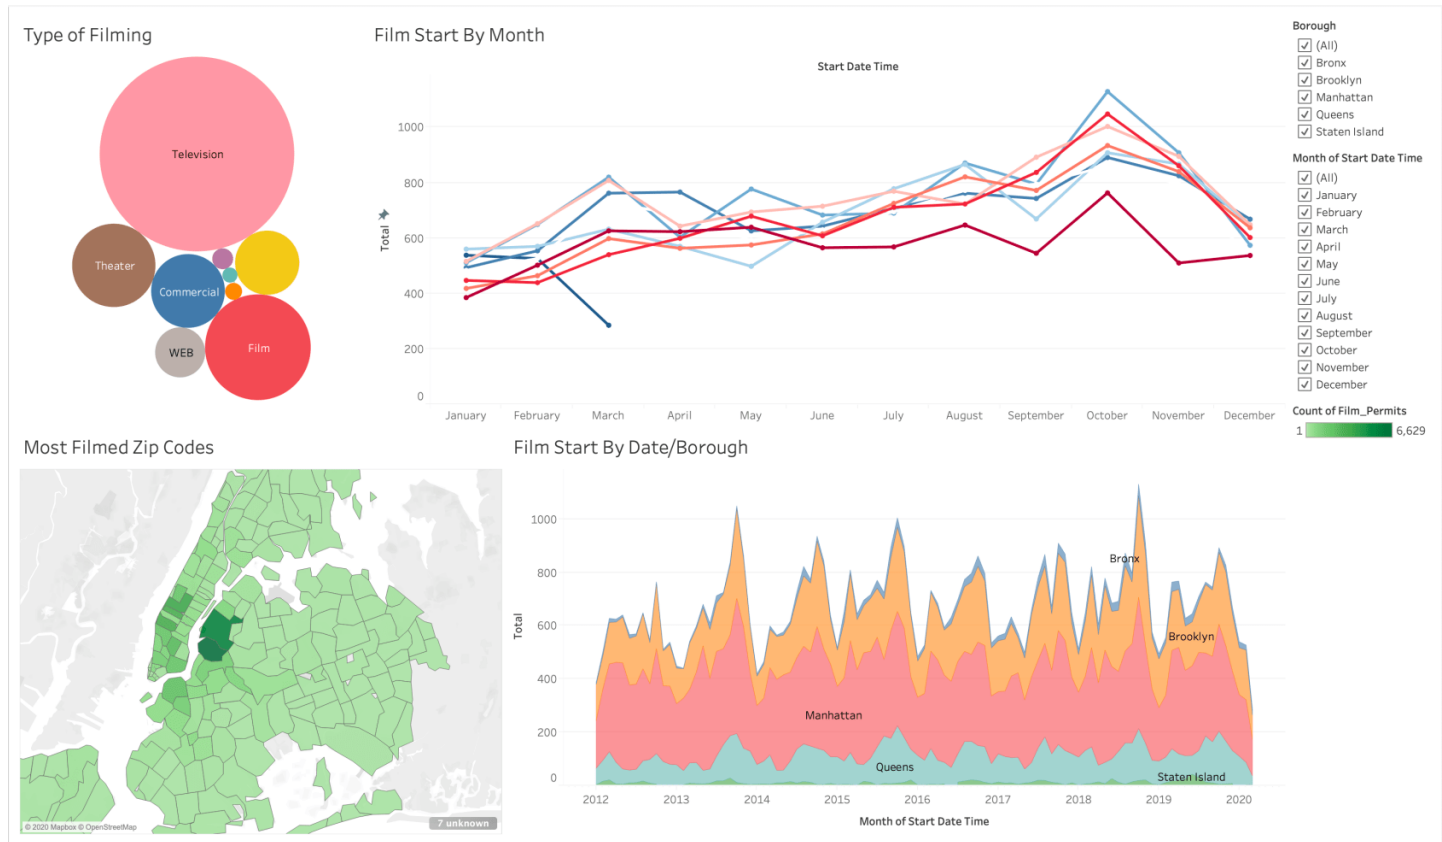 Type of Filming
Television
Theater
Commercial
WEB
Film
Film Start By Month
Start Date Time
Total
1000
800
600
400
200
0
January February March April May June July August September October November December
Borough
(All)
Bronx
Brooklyn
Manhattan
Queens
Staten Island
Month of Start Date Time
(All)
January
February
March
April
May
June
July
August
September
October
November
December
Count of Film_Permits
1 6,629
Most Filmed Zip Codes
© 2020 Mapbox © OpenStreetMap
7 unknown
Film Start By Date/Borough
Total
1000
800
600
400
200
0
Bronx
Brooklyn
Manhattan
Queens
Staten Island
2012 2013 2014 2015 2016 2017 2018 2019 2020
Month of Start Date Time